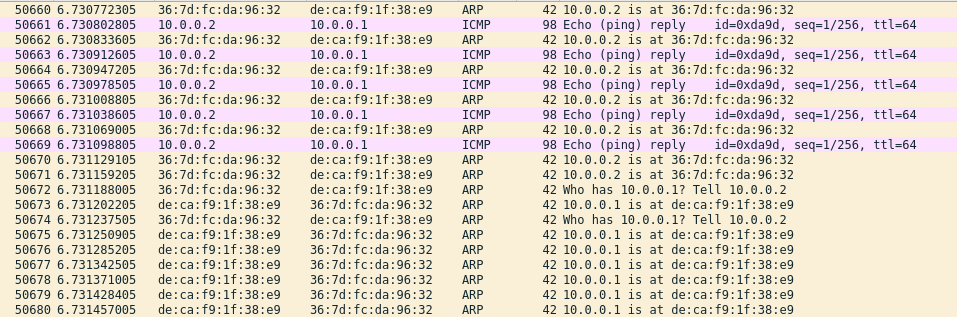 50660 6.730772305 36:7d:fc:da:96:32 de:ca:f9:1f:38:e9 ARP 42 10.0.0.2 is at 36:7d:fc:da:96:32
50661 6.730802805 10.0.0.2 10.0.0.1 ICMP 98 Echo (ping) reply id=0xda9d, seq=1/256, ttl=64
50662 6.730833605 36:7d:fc:da:96:32 de:ca:f9:1f:38:e9 ARP 42 10.0.0.2 is at 36:7d:fc:da:96:32
50663 6.730912605 10.0.0.2 10.0.0.1 ICMP 98 Echo (ping) reply id=0xda9d, seq=1/256, ttl=64
50664 6.730947205 36:7d:fc:da:96:32 de:ca:f9:1f:38:e9 ARP 42 10.0.0.2 is at 36:7d:fc:da:96:32
50665 6.730978505 10.0.0.2 10.0.0.1 ICMP 98 Echo (ping) reply id=0xda9d, seq=1/256, ttl=64
50666 6.731008805 36:7d:fc:da:96:32 de:ca:f9:1f:38:e9 ARP 42 10.0.0.2 is at 36:7d:fc:da:96:32
50667 6.731038605 10.0.0.2 10.0.0.1 ICMP 98 Echo (ping) reply id=0xda9d, seq=1/256, ttl=64
50668 6.731069005 36:7d:fc:da:96:32 de:ca:f9:1f:38:e9 ARP 42 10.0.0.2 is at 36:7d:fc:da:96:32
50669 6.731098805 10.0.0.2 10.0.0.1 ICMP 98 Echo (ping) reply id=0xda9d, seq=1/256, ttl=64
50670 6.731129105 36:7d:fc:da:96:32 de:ca:f9:1f:38:e9 ARP 42 10.0.0.2 is at 36:7d:fc:da:96:32
50671 6.731159205 36:7d:fc:da:96:32 de:ca:f9:1f:38:e9 ARP 42 10.0.0.2 is at 36:7d:fc:da:96:32
50672 6.731188005 36:7d:fc:da:96:32 de:ca:f9:1f:38:e9 ARP 42 Who has 10.0.0.1? Tell 10.0.0.2
50673 6.731202205 de:ca:f9:1f:38:e9 36:7d:fc:da:96:32 ARP 42 10.0.0.1 is at de:ca:f9:1f:38:e9
50674 6.731237505 36:7d:fc:da:96:32 de:ca:f9:1f:38:e9 ARP 42 Who has 10.0.0.1? Tell 10.0.0.2
50675 6.731250905 de:ca:f9:1f:38:e9 36:7d:fc:da:96:32 ARP 42 10.0.0.1 is at de:ca:f9:1f:38:e9
50676 6.731285205 de:ca:f9:1f:38:e9 36:7d:fc:da:96:32 ARP 42 10.0.0.1 is at de:ca:f9:1f:38:e9
50677 6.731342505 de:ca:f9:1f:38:e9 36:7d:fc:da:96:32 ARP 42 10.0.0.1 is at de:ca:f9:1f:38:e9
50678 6.731371005 de:ca:f9:1f:38:e9 36:7d:fc:da:96:32 ARP 42 10.0.0.1 is at de:ca:f9:1f:38:e9
50679 6.731428405 de:ca:f9:1f:38:e9 36:7d:fc:da:96:32 ARP 42 10.0.0.1 is at de:ca:f9:1f:38:e9
50680 6.731457005 de:ca:f9:1f:38:e9 36:7d:fc:da:96:32 ARP 42 10.0.0.1 is at de:ca:f9:1f:38:e9